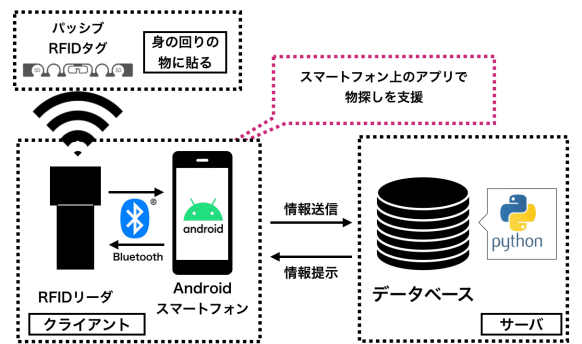 パッシブ
RFIDタグ
身の回りの
物に貼る
スマートフォン上のアプリで
物探しを支援
®
android
Bluetooth
情報送信
情報提示
python
RFIDリーダ
Android
スマートフォン
データベース
クライアント
サーバ